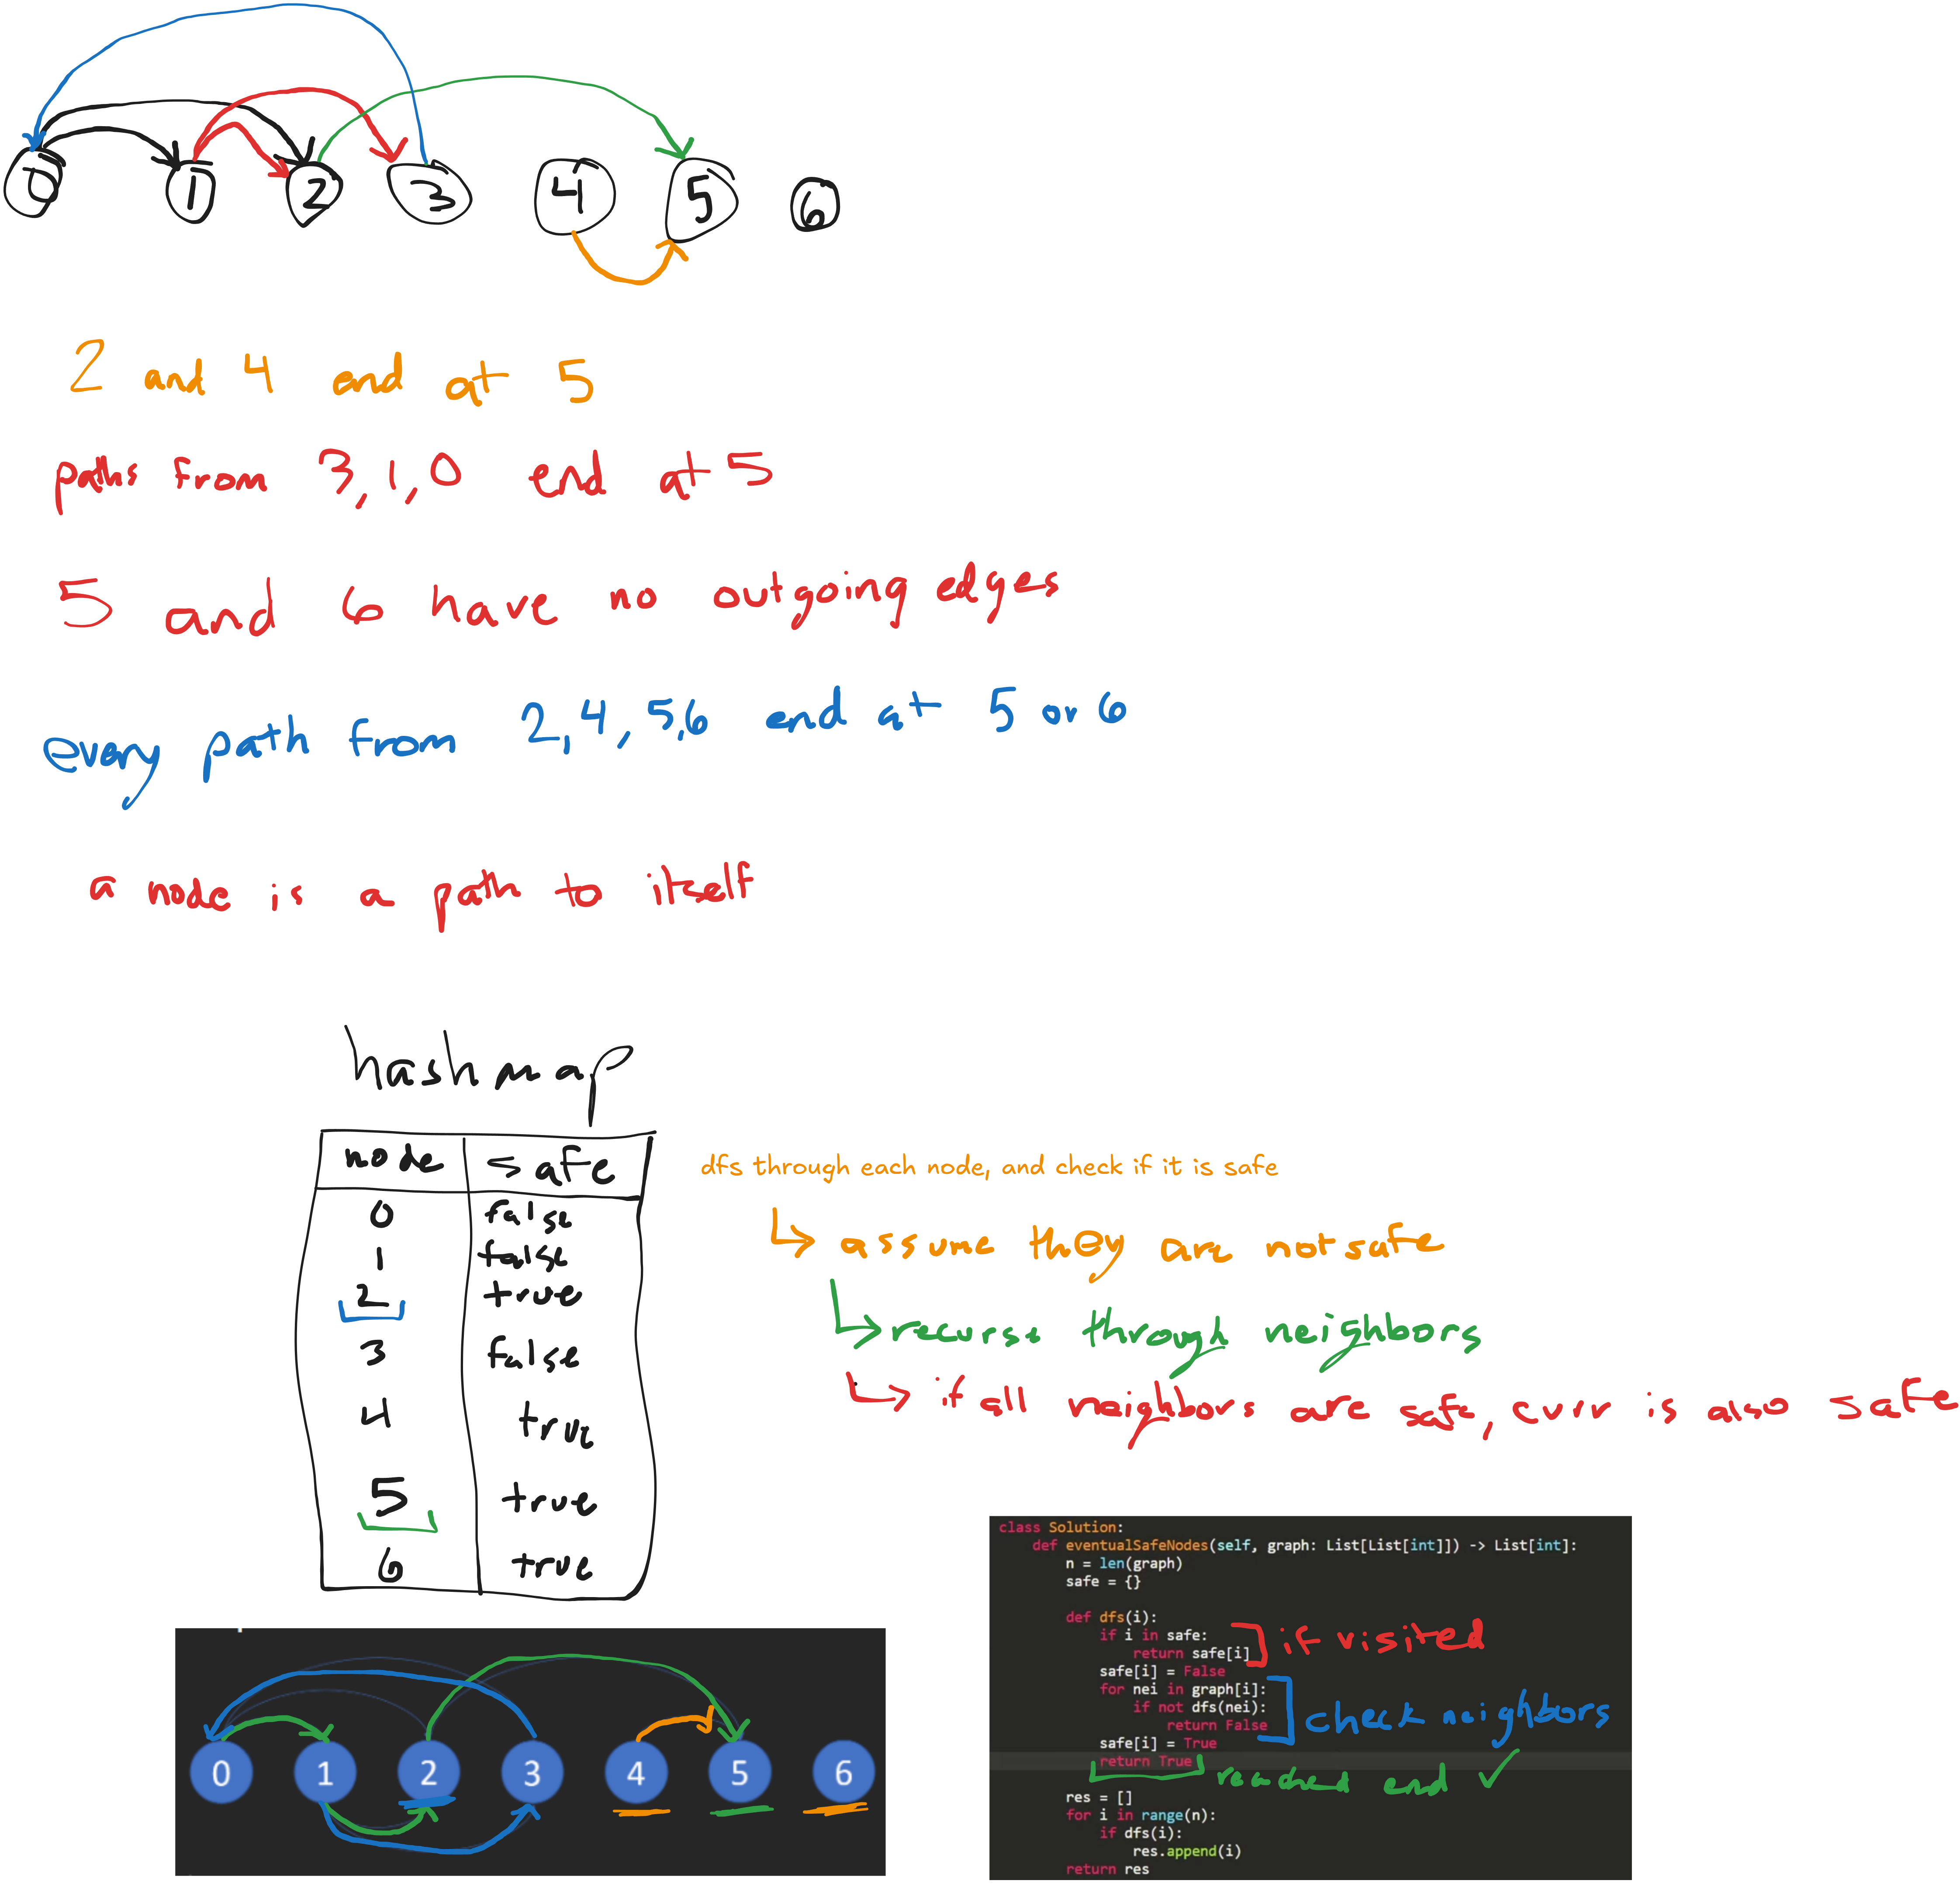 0 1 2 3 4 5 6
2 and 4 end at 5
paths from 3,1,0 end at 5
5 and 6 have no outgoing edges
every path from 2,4,5,6 end at 5 or 6
a node is a path to itself
hashmap
node safe
0 false
1 false
2 true
3 false
4 true
5 true
6 true
dfs through each node, and check if it is safe
assume they are not safe
recurse through neighbors
if all neighbors are safe, curr is also safe
0 1 2 3 4 5 6
class Solution:
def eventualSafeNodes(self, graph: List[List[int]]) -> List[int]:
n = len(graph)
safe = {}
def dfs(i):
if i in safe:
return safe[i]
if visited
safe[i] = False
for nei in graph[i]:
if not dfs(nei):
return False
check neighbors
safe[i] = True
return True
reached end ✓
res = []
for i in range(n):
if dfs(i):
res.append(i)
return res